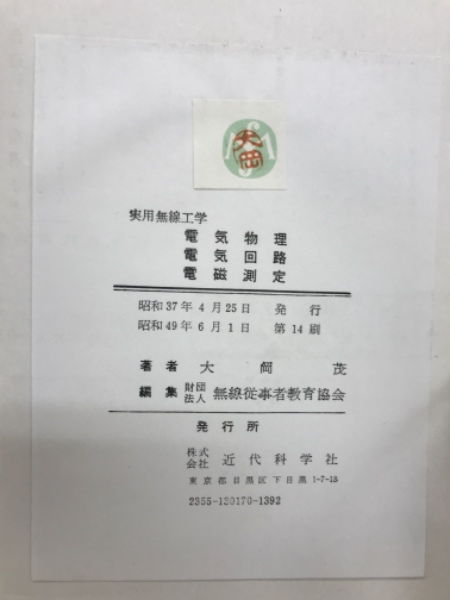 大岡
実用無線工学
電気物理
電気回路
電磁測定
昭和37年4月25日 発行
昭和49年6月1日 第14刷
著者 大岡茂
編集 財団法人 無線従事者教育協会
発行所
株式会社 近代科学社
東京都目黒区下目黒1-7-15
2355-120170-1392